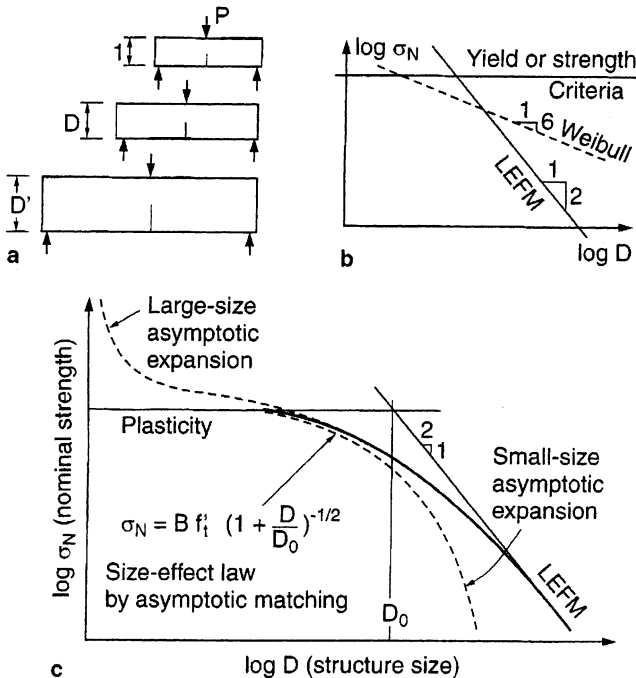 P
1
D
D'
a
log σN
Yield or strength
Criteria
1
6
Weibull
LEFM
1
2
log D
b
Large-size
asymptotic
expansion
Plasticity
2
1
Small-size
asymptotic
expansion
σN = B f't (1 + D/D0)^-1/2
Size-effect law
by asymptotic matching
D0
LEFM
log σN (nominal strength)
log D (structure size)
c